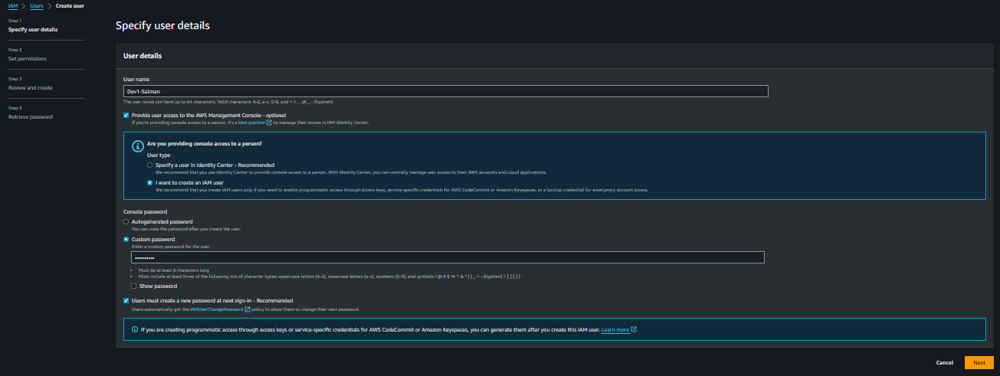 IAM > Users > Create user
Step 1
Specify user details
Step 2
Set permissions
Step 3
Review and create
Step 4
Retrieve password
Specify user details
User details
User name
Dev1-Salman
The user name can have up to 64 characters. Valid characters: A-Z, a-z, 0-9, and + = , . @ _ - (hyphen)
Provide user access to the AWS Management Console - optional
If you're providing console access to a person, it's a best practice to manage their access in IAM Identity Center.
Are you providing console access to a person?
User type
Specify a user in Identity Center - Recommended
We recommend that you use Identity Center to provide console access to a person. With Identity Center, you can centrally manage user access to their AWS accounts and cloud applications.
I want to create an IAM user
We recommend that you create IAM users only if you need to enable programmatic access through access keys, service-specific credentials for AWS CodeCommit or Amazon Keyspaces, or a backup credential for emergency account access.
Console password
Autogenerated password
You can view the password after you create the user.
Custom password
Enter a custom password for the user.
••••••••••
• Must be at least 8 characters long
• Must include at least three of the following mix of character types: uppercase letters (A-Z), lowercase letters (a-z), numbers (0-9), and symbols ! @ # $ % ^ & * ( ) _ + - (hyphen) = [ ] { } | '
Show password
Users must create a new password at next sign-in - Recommended
Users automatically get the IAMUserChangePassword policy to allow them to change their own password.
If you are creating programmatic access through access keys or service-specific credentials for AWS CodeCommit or Amazon Keyspaces, you can generate them after you create this IAM user. Learn more
Cancel
Next